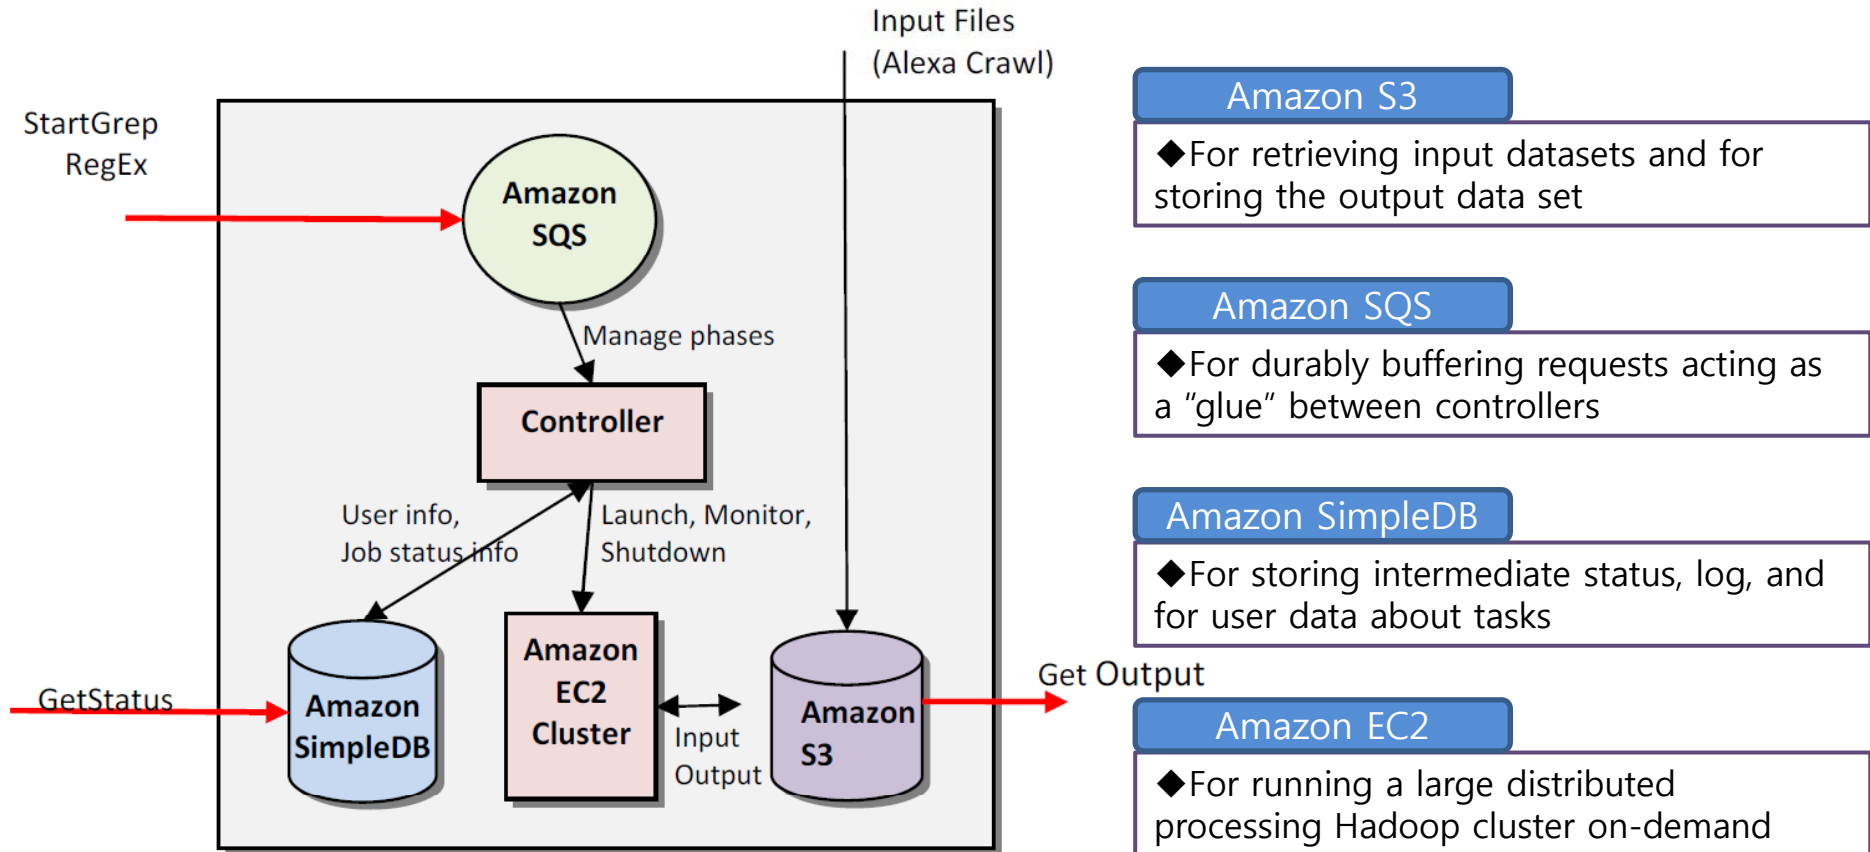 Input Files
(Alexa Crawl)
StartGrep
RegEx
Amazon
SQS
Manage phases
Controller
User info,
Job status info
Launch, Monitor,
Shutdown
GetStatus
Amazon
SimpleDB
Amazon
EC2
Cluster
Input
Output
Amazon
S3
Get Output
Amazon S3
◆For retrieving input datasets and for
storing the output data set
Amazon SQS
◆For durably buffering requests acting as
a “glue” between controllers
Amazon SimpleDB
◆For storing intermediate status, log, and
for user data about tasks
Amazon EC2
◆For running a large distributed
processing Hadoop cluster on-demand